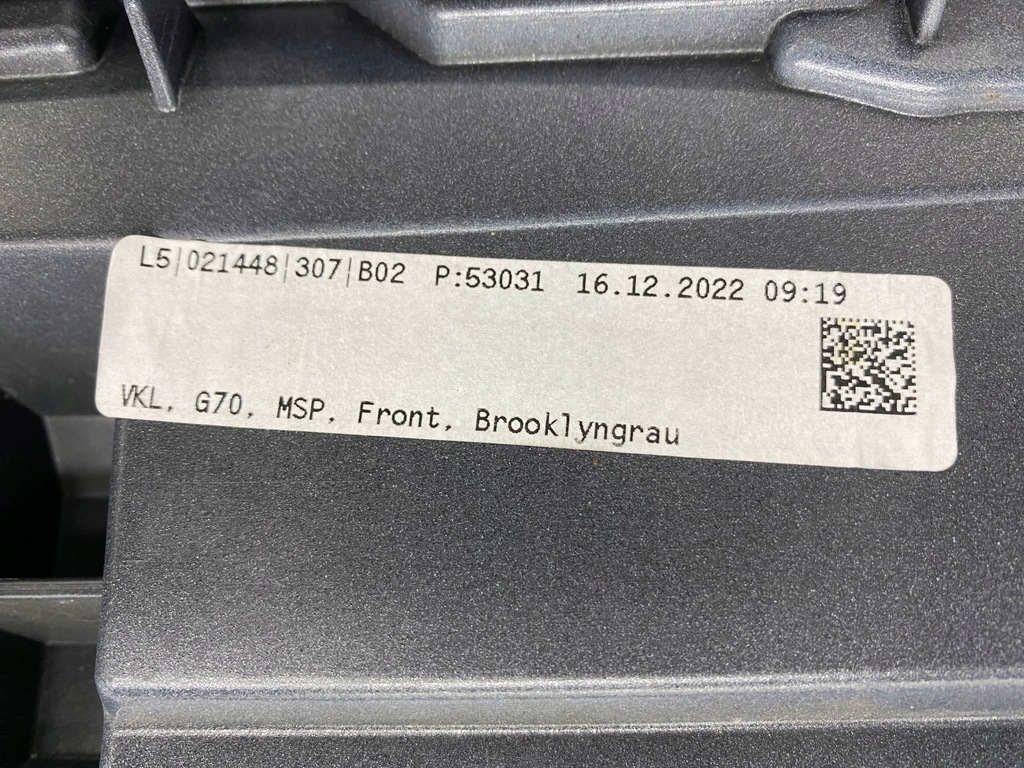 L5|021448|307|B02 P:53031 16.12.2022 09:19
VKL, G70, MSP, Front, Brooklyngrau